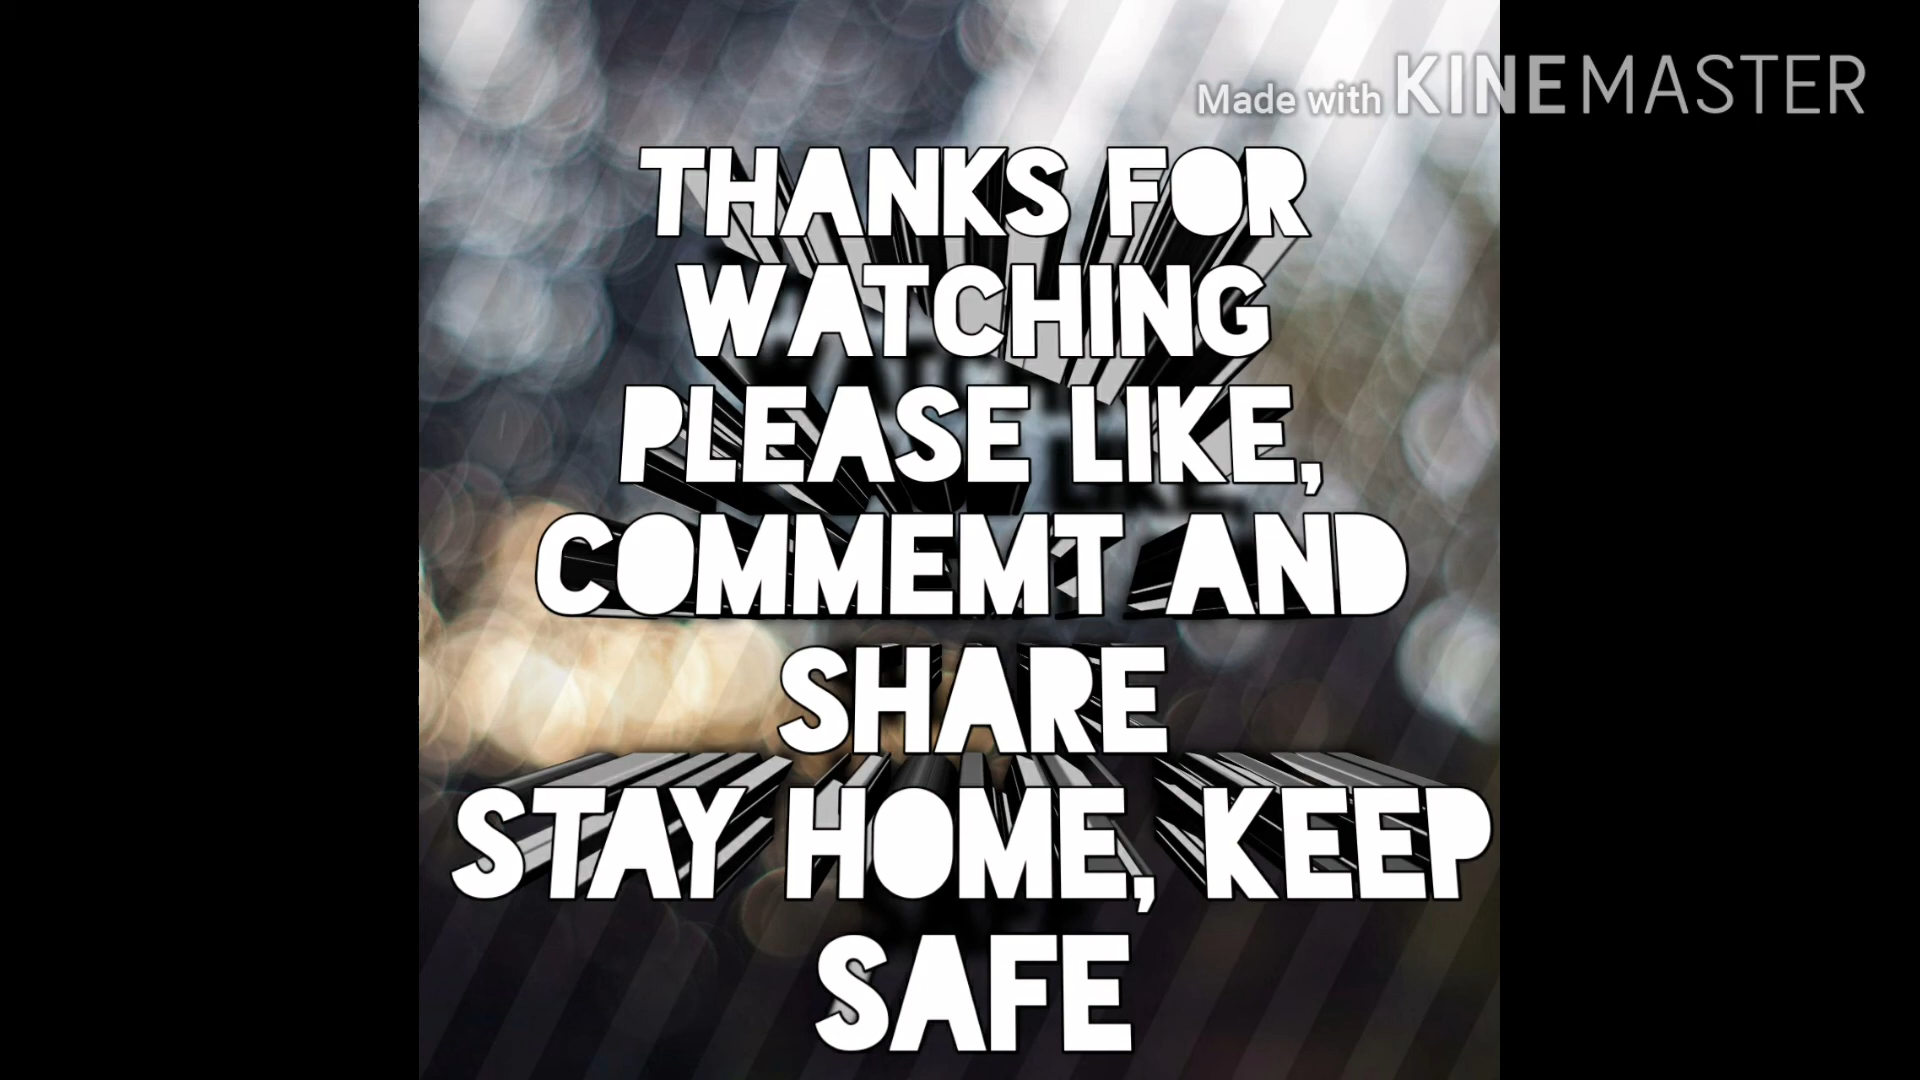 Made with KINEMASTER
THANKS FOR
WATCHING
PLEASE LIKE,
COMMEMT AND
SHARE
STAY HOME, KEEP
SAFE